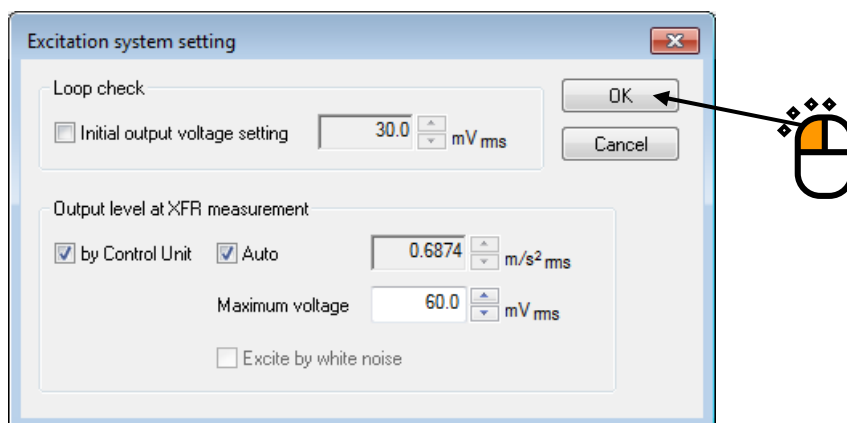 Excitation system setting
Loop check
OK
Initial output voltage setting 30.0 mV rms
Cancel
Output level at XFR measurement
by Control Unit Auto 0.6874 m/s² rms
Maximum voltage 60.0 mV rms
Excite by white noise